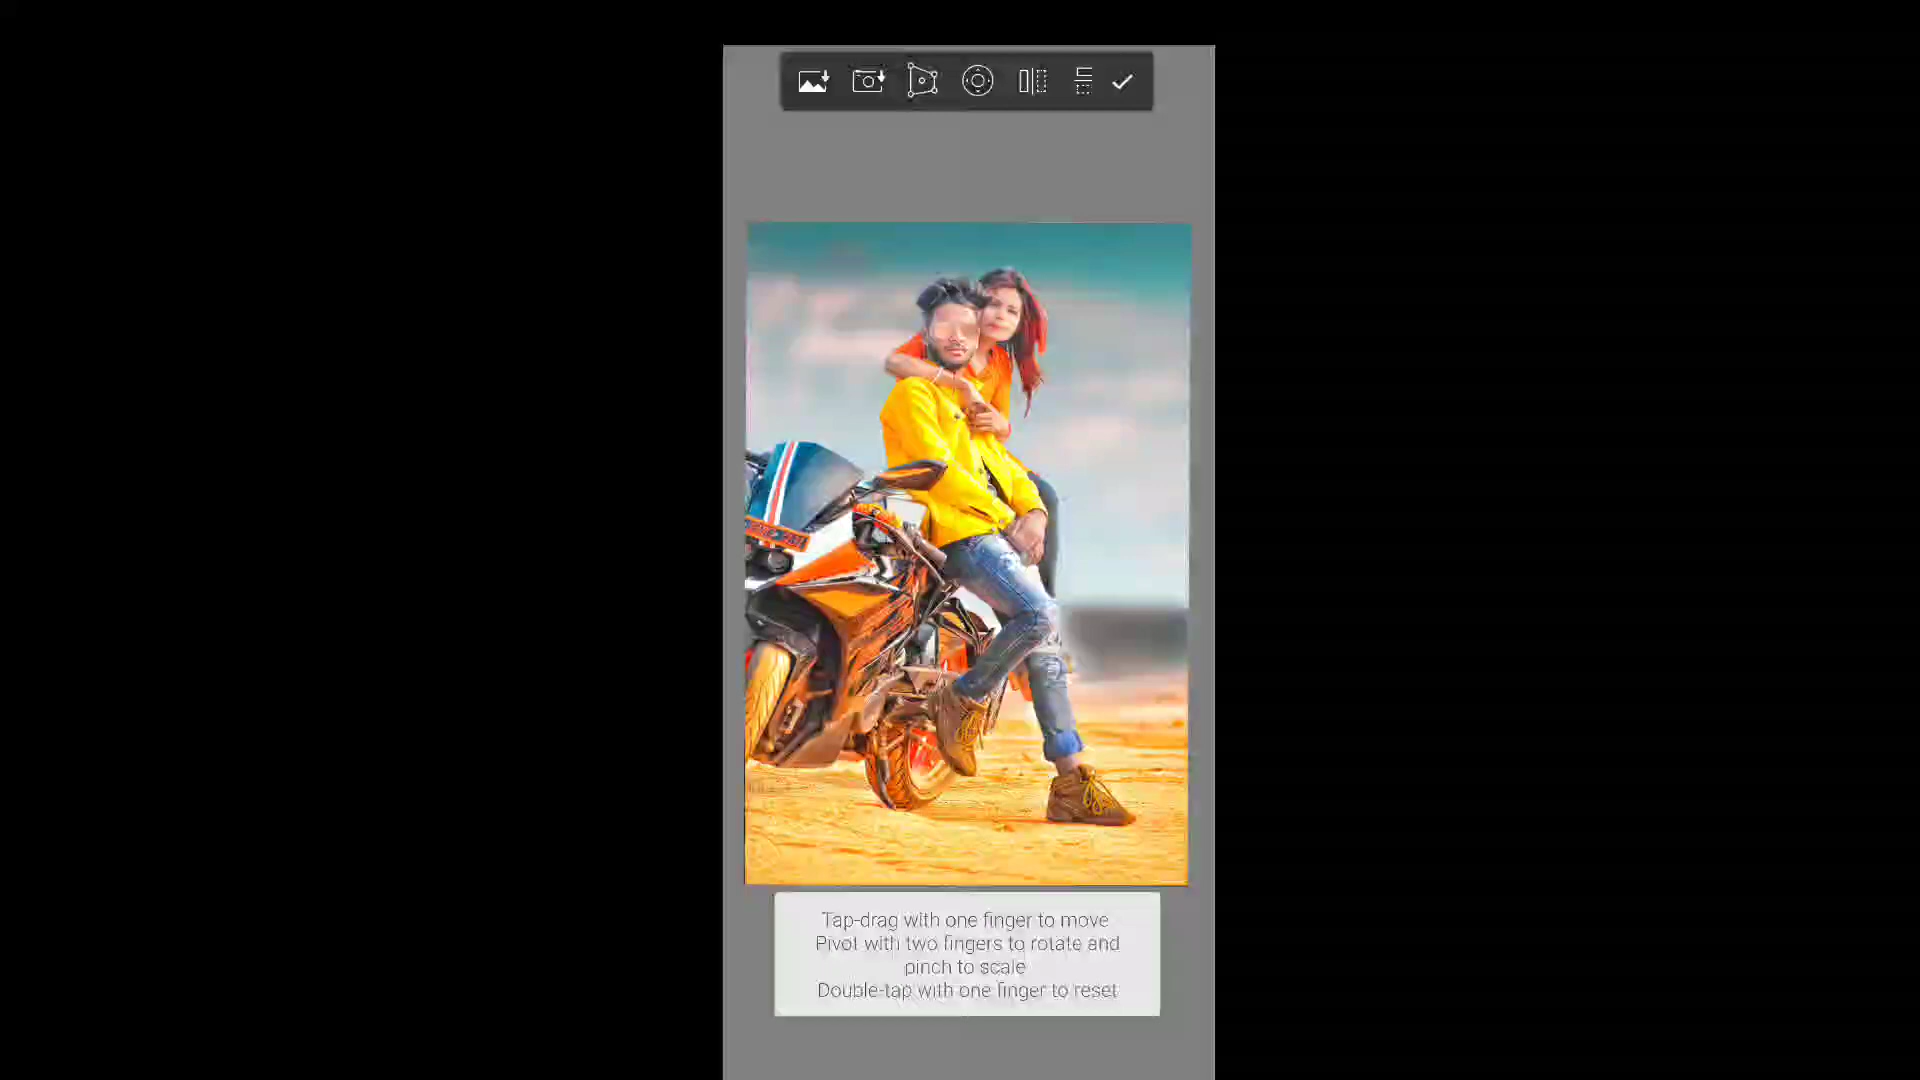 Tap-drag with one finger to move
Pivot with two fingers to rotate and
pinch to scale
Double-tap with one finger to reset